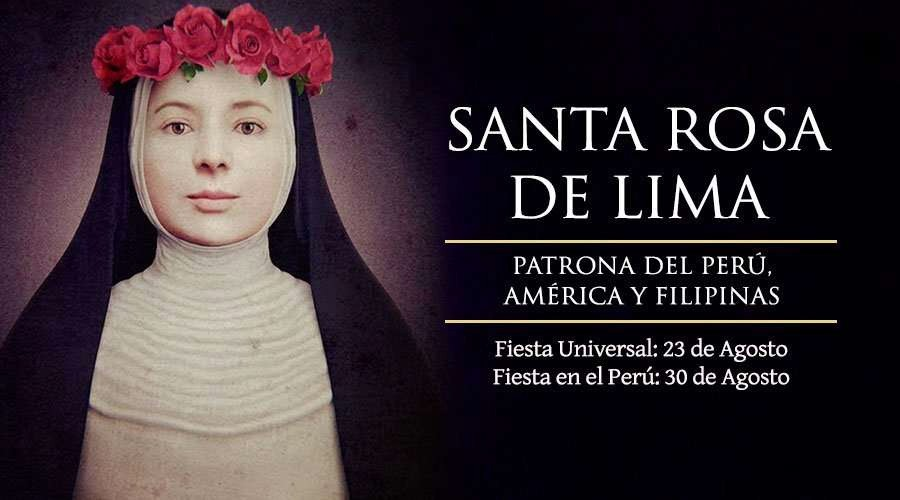 SANTA ROSA
DE LIMA
PATRONA DEL PERÚ,
AMÉRICA Y FILIPINAS
Fiesta Universal: 23 de Agosto
Fiesta en el Perú: 30 de Agosto